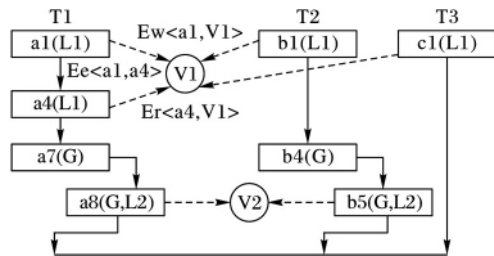 T1 T2 T3
a1(L1) Ew<a1,V1> b1(L1) c1(L1)
Ee<a1,a4> V1
a4(L1) Er<a4,V1>
a7(G) b4(G)
a8(G,L2) V2 b5(G,L2)